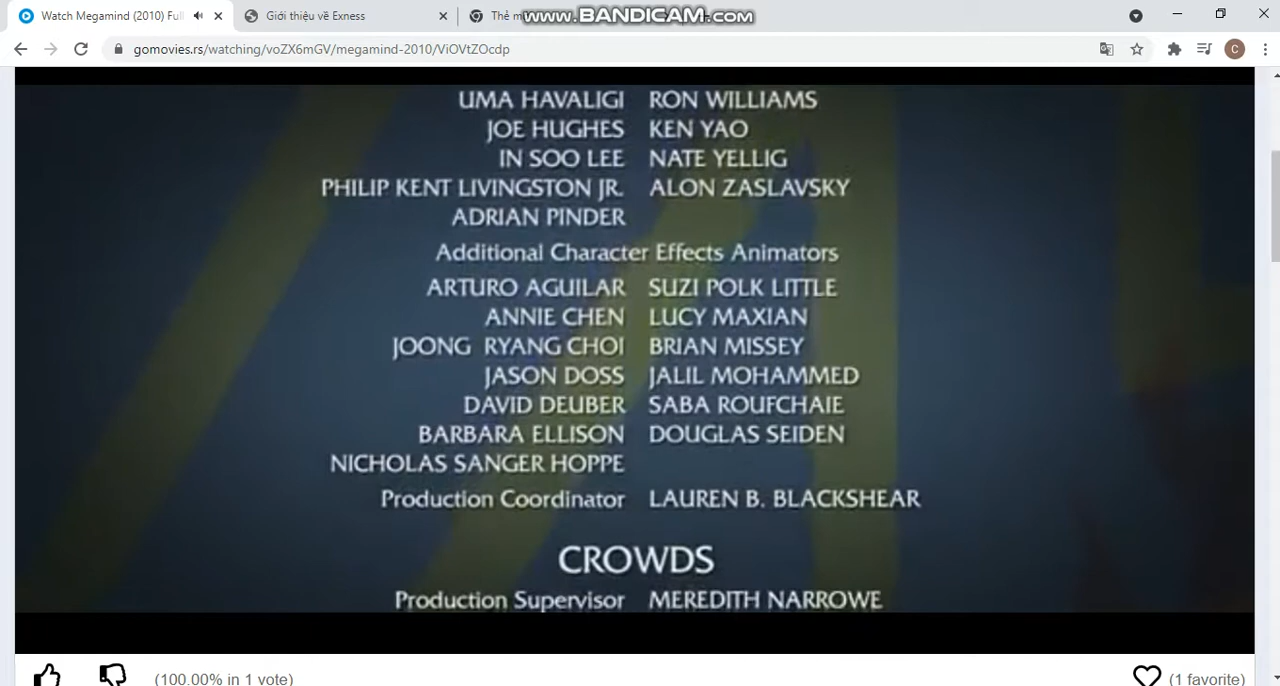 Watch Megamind (2010) Full
Giới thiệu về Exness
Thẻ m
www.BANDICAM.com
gomovies.rs/watching/voZX6mGV/megamind-2010/ViOVtZOcdp
C
UMA HAVALIGI RON WILLIAMS
JOE HUGHES KEN YAO
IN SOO LEE NATE YELLIG
PHILIP KENT LIVINGSTON JR. ALON ZASLAVSKY
ADRIAN PINDER
Additional Character Effects Animators
ARTURO AGUILAR SUZI POLK LITTLE
ANNIE CHEN LUCY MAXIAN
JOONG RYANG CHOI BRIAN MISSEY
JASON DOSS JALIL MOHAMMED
DAVID DEUBER SABA ROUFCHAIE
BARBARA ELLISON DOUGLAS SEIDEN
NICHOLAS SANGER HOPPE
Production Coordinator LAUREN B. BLACKSHEAR
CROWDS
Production Supervisor MEREDITH NARROWE
(100.00% in 1 vote)
(1 favorite)